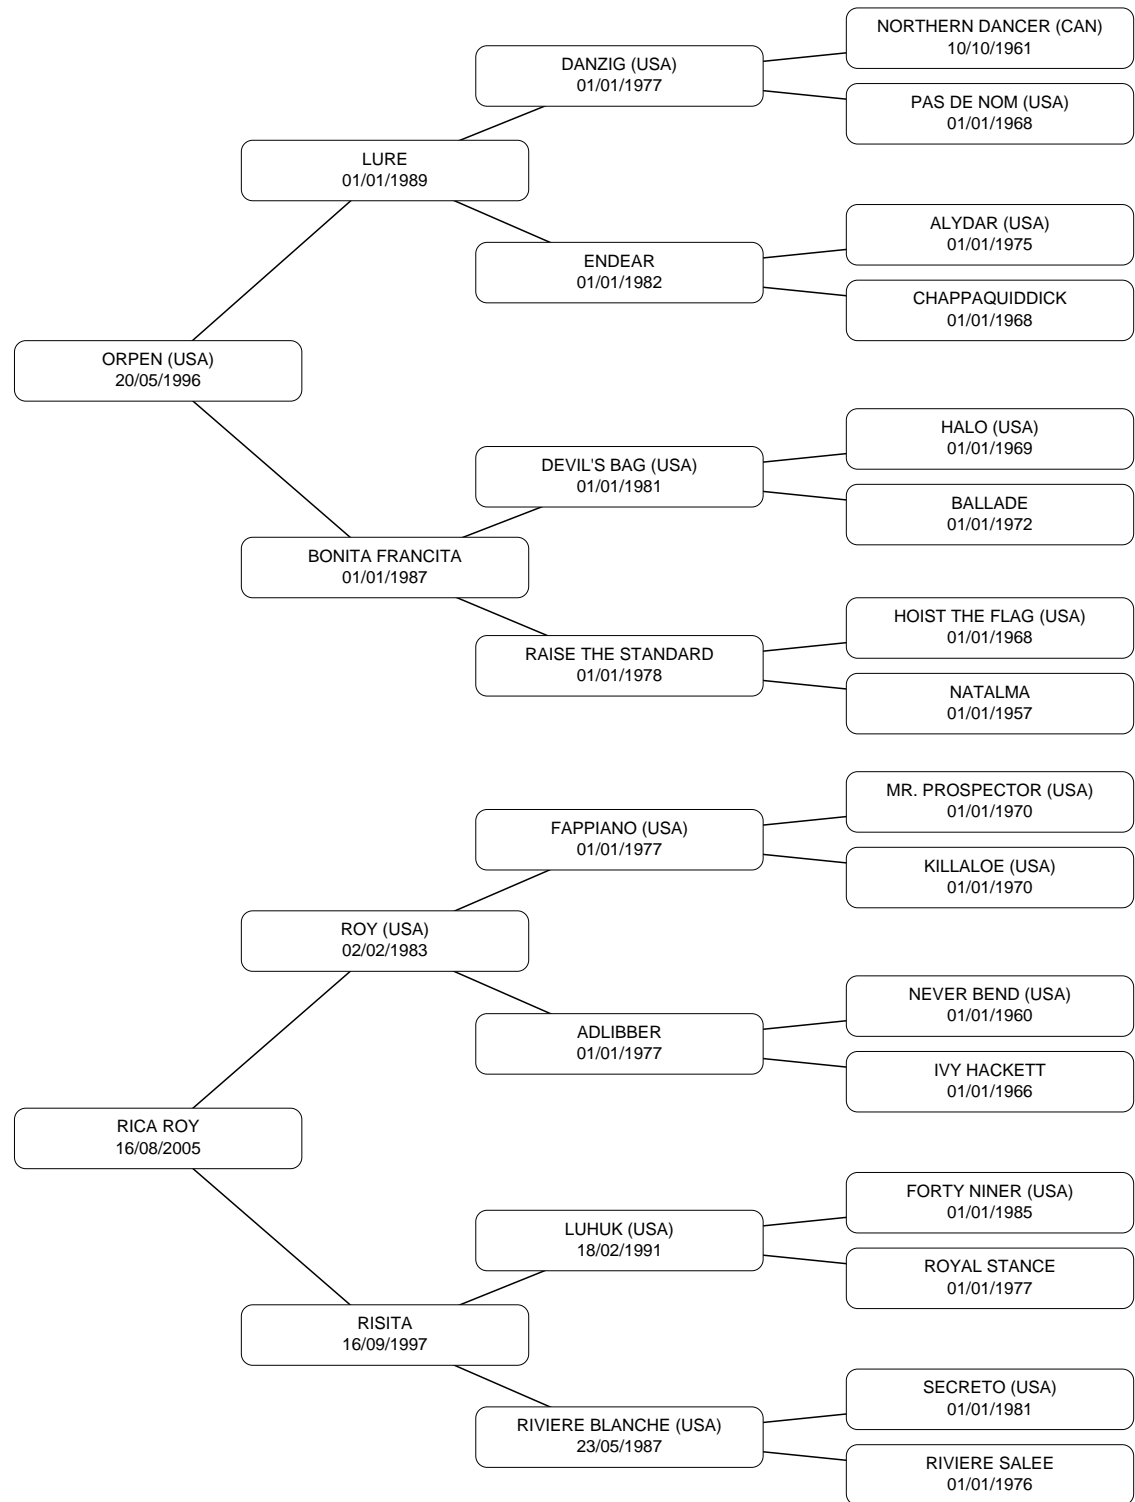 NORTHERN DANCER (CAN)
10/10/1961
DANZIG (USA)
01/01/1977
PAS DE NOM (USA)
01/01/1968
LURE
01/01/1989
ALYDAR (USA)
01/01/1975
ENDEAR
01/01/1982
CHAPPAQUIDDICK
01/01/1968
ORPEN (USA)
20/05/1996
HALO (USA)
01/01/1969
DEVIL'S BAG (USA)
01/01/1981
BALLADE
01/01/1972
BONITA FRANCITA
01/01/1987
HOIST THE FLAG (USA)
01/01/1968
RAISE THE STANDARD
01/01/1978
NATALMA
01/01/1957
MR. PROSPECTOR (USA)
01/01/1970
FAPPIANO (USA)
01/01/1977
KILLALOE (USA)
01/01/1970
ROY (USA)
02/02/1983
NEVER BEND (USA)
01/01/1960
ADLIBBER
01/01/1977
IVY HACKETT
01/01/1966
RICA ROY
16/08/2005
FORTY NINER (USA)
01/01/1985
LUHUK (USA)
18/02/1991
ROYAL STANCE
01/01/1977
RISITA
16/09/1997
SECRETO (USA)
01/01/1981
RIVIERE BLANCHE (USA)
23/05/1987
RIVIERE SALEE
01/01/1976